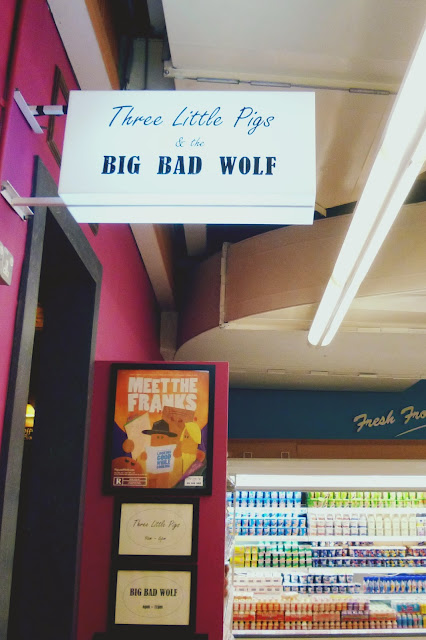 Three Little Pigs
& the
BIG BAD WOLF
Fresh Fro
MEET THE
FRANKS
R
Three Little Pigs
BIG BAD WOLF